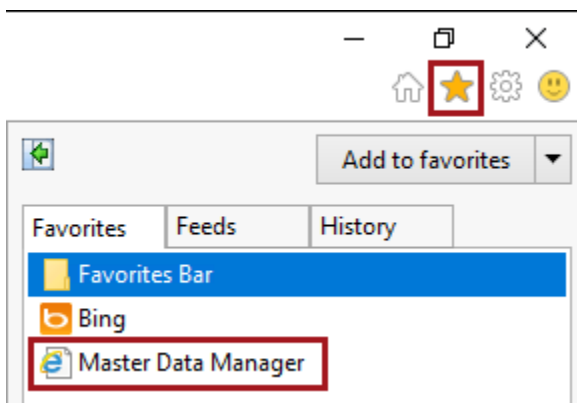 Add to favorites
Favorites Feeds History
Favorites Bar
Bing
Master Data Manager